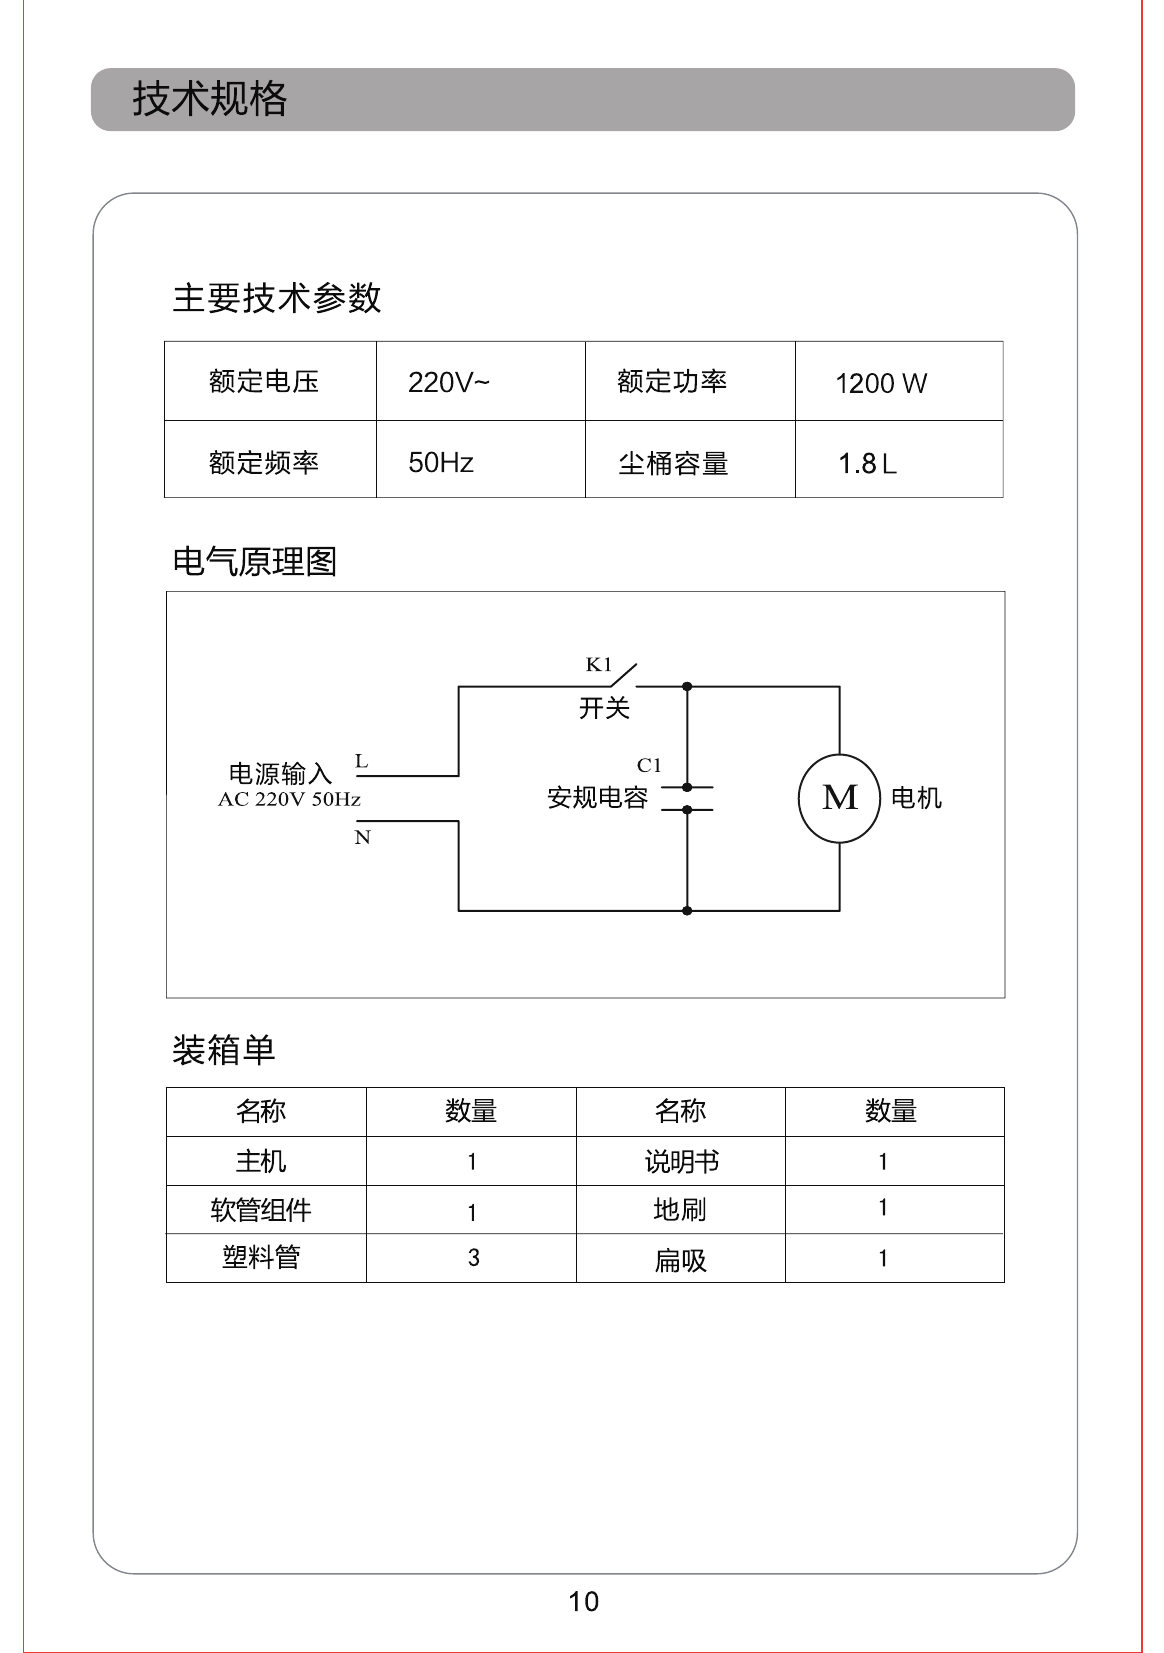 技术规格
主要技术参数
额定电压 220V~ 额定功率 1200 W
额定频率 50Hz 尘桶容量 1.8 L
电气原理图
K1
开关
电源输入 L
AC 220V 50Hz
N
C1
安规电容
M 电机
装箱单
名称 数量 名称 数量
主机 1 说明书 1
软管组件 1 地刷 1
塑料管 3 扁吸 1
10